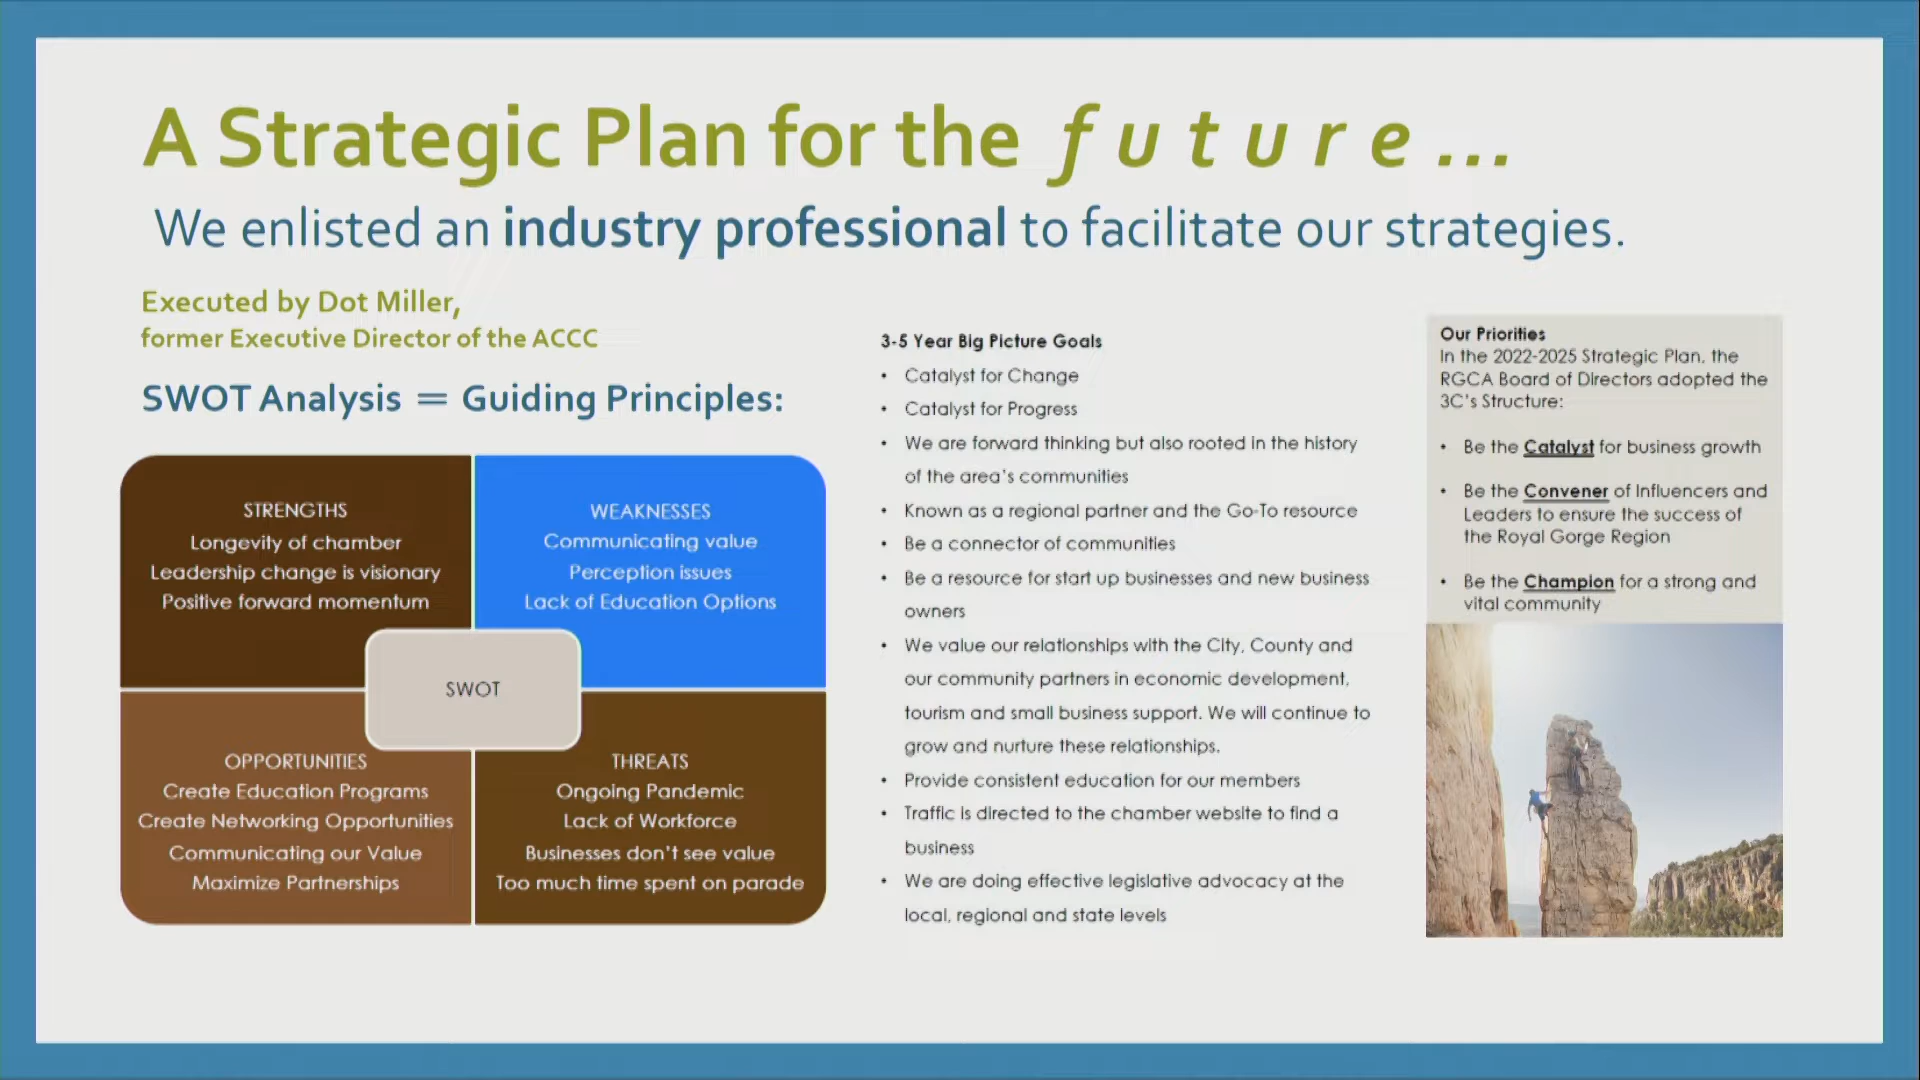 A Strategic Plan for the future...
We enlisted an industry professional to facilitate our strategies.
Executed by Dot Miller,
former Executive Director of the ACCC
SWOT Analysis = Guiding Principles:
STRENGTHS
Longevity of chamber
Leadership change is visionary
Positive forward momentum
WEAKNESSES
Communicating value
Perception issues
Lack of Education Options
SWOT
OPPORTUNITIES
Create Education Programs
Create Networking Opportunities
Communicating our Value
Maximize Partnerships
THREATS
Ongoing Pandemic
Lack of Workforce
Businesses don't see value
Too much time spent on parade
3-5 Year Big Picture Goals
• Catalyst for Change
• Catalyst for Progress
• We are forward thinking but also rooted in the history
of the area's communities
• Known as a regional partner and the Go-To resource
• Be a connector of communities
• Be a resource for start up businesses and new business
owners
• We value our relationships with the City, County and
our community partners in economic development,
tourism and small business support. We will continue to
grow and nurture these relationships.
• Provide consistent education for our members
• Traffic is directed to the chamber website to find a
business
• We are doing effective legislative advocacy at the
local, regional and state levels
Our Priorities
In the 2022-2025 Strategic Plan, the
RGCA Board of Directors adopted the
3C's Structure:
• Be the Catalyst for business growth
• Be the Convener of Influencers and
Leaders to ensure the success of
the Royal Gorge Region
• Be the Champion for a strong and
vital community